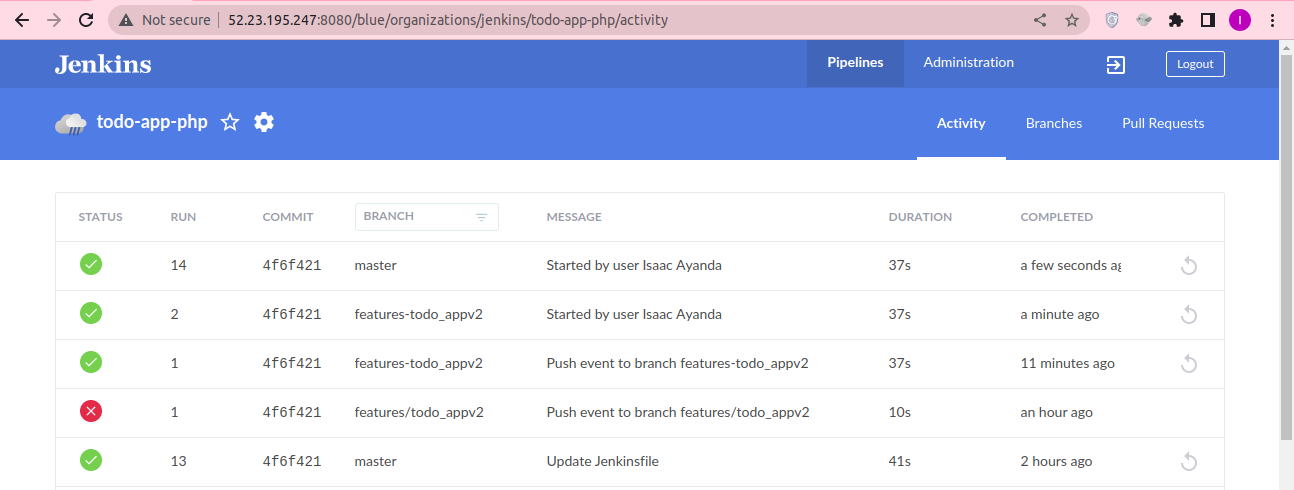 Not secure 52.23.195.247:8080/blue/organizations/jenkins/todo-app-php/activity I
Jenkins Pipelines Administration Logout
todo-app-php Activity Branches Pull Requests
STATUS RUN COMMIT BRANCH MESSAGE DURATION COMPLETED
14 4f6f421 master Started by user Isaac Ayanda 37s a few seconds ag
2 4f6f421 features-todo_appv2 Started by user Isaac Ayanda 37s a minute ago
1 4f6f421 features-todo_appv2 Push event to branch features-todo_appv2 37s 11 minutes ago
1 4f6f421 features/todo_appv2 Push event to branch features/todo_appv2 10s an hour ago
13 4f6f421 master Update Jenkinsfile 41s 2 hours ago